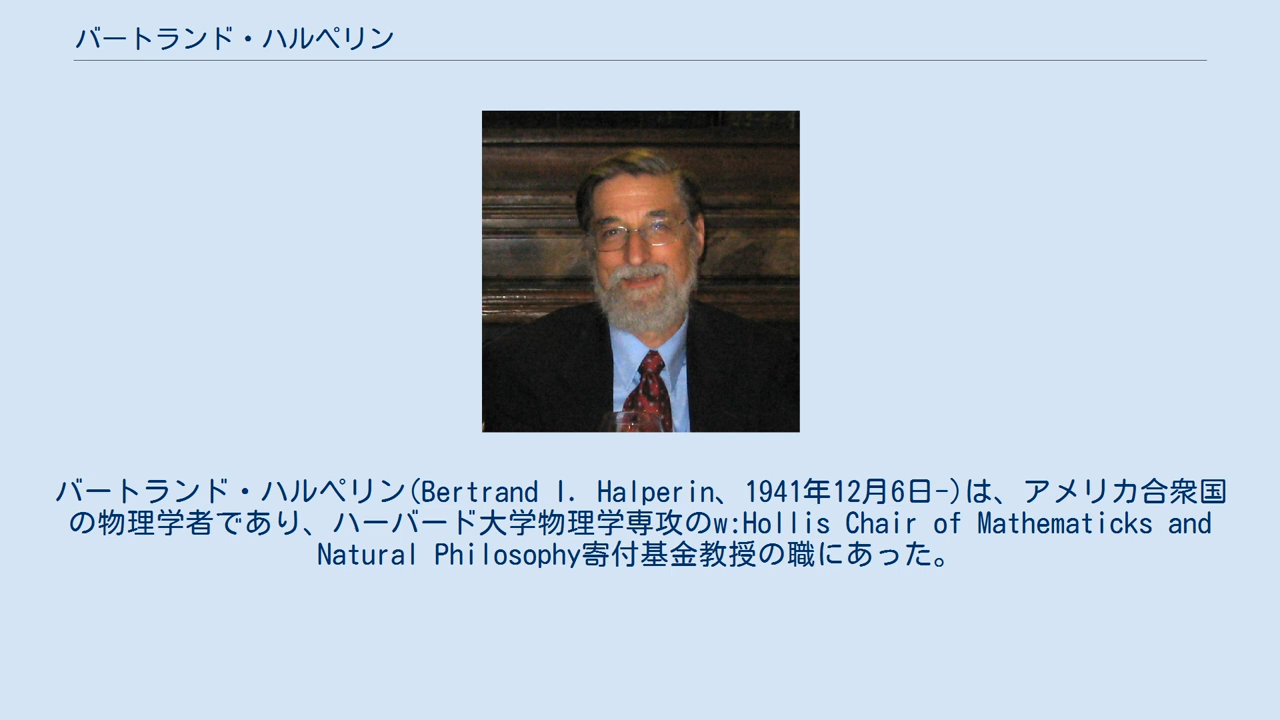 バートランド・ハルペリン
バートランド・ハルペリン(Bertrand I. Halperin、1941年12月6日-)は、アメリカ合衆国
の物理学者であり、ハーバード大学物理学専攻のw:Hollis Chair of Mathematicks and
Natural Philosophy寄付基金教授の職にあった。